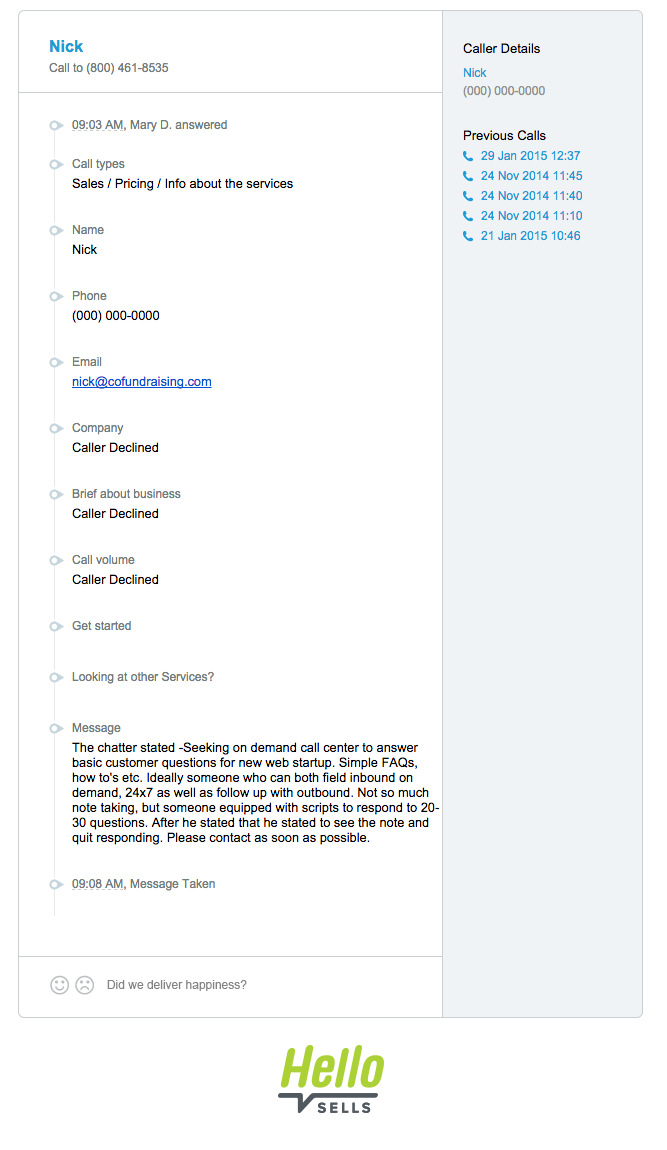 Nick
Call to (800) 461-8535
09:03 AM, Mary D. answered
Call types
Sales / Pricing / Info about the services
Name
Nick
Phone
(000) 000-0000
Email
nick@cofundraising.com
Company
Caller Declined
Brief about business
Caller Declined
Call volume
Caller Declined
Get started
Looking at other Services?
Message
The chatter stated -Seeking on demand call center to answer
basic customer questions for new web startup. Simple FAQs,
how to's etc. Ideally someone who can both field inbound on
demand, 24x7 as well as follow up with outbound. Not so much
note taking, but someone equipped with scripts to respond to 20-
30 questions. After he stated that he stated to see the note and
quit responding. Please contact as soon as possible.
09:08 AM, Message Taken
Did we deliver happiness?
Caller Details
Nick
(000) 000-0000
Previous Calls
29 Jan 2015 12:37
24 Nov 2014 11:45
24 Nov 2014 11:40
24 Nov 2014 11:10
21 Jan 2015 10:46
Hello
SELLS